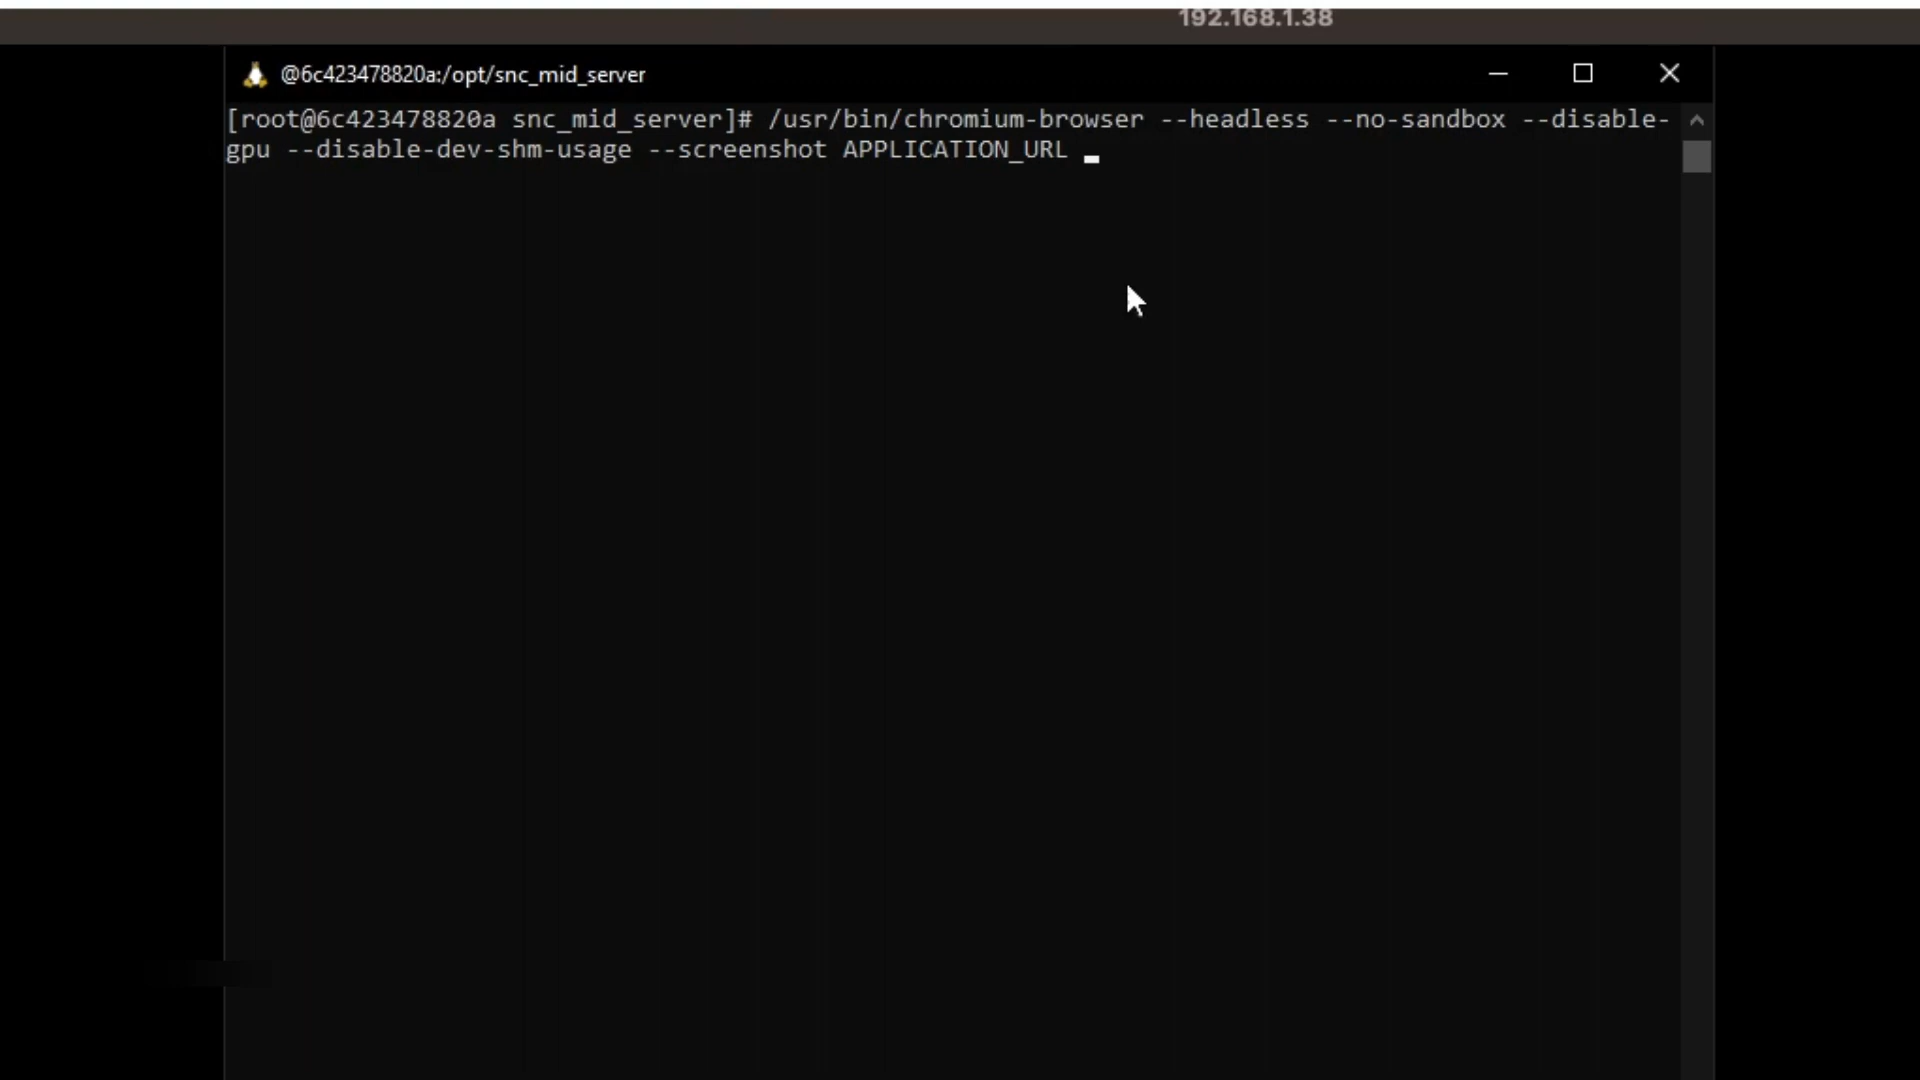 192.168.1.38
@6c423478820a:/opt/snc_mid_server
[root@6c423478820a snc_mid_server]# /usr/bin/chromium-browser --headless --no-sandbox --disable-
gpu --disable-dev-shm-usage --screenshot APPLICATION_URL